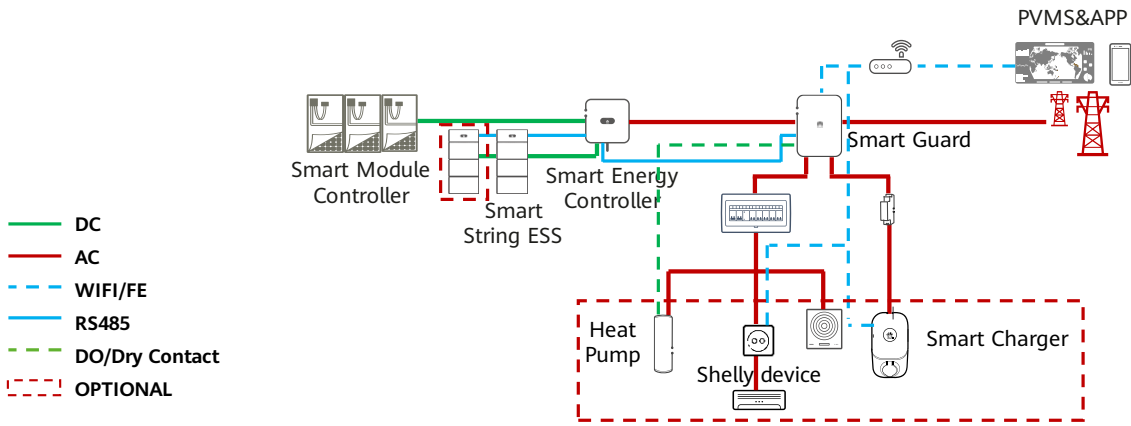 PVMS&APP
Smart Guard
Smart Module
Controller
Smart Energy
Controller
Smart
String ESS
DC
AC
WIFI/FE
RS485
DO/Dry Contact
OPTIONAL
Heat
Pump
Shelly device
Smart Charger